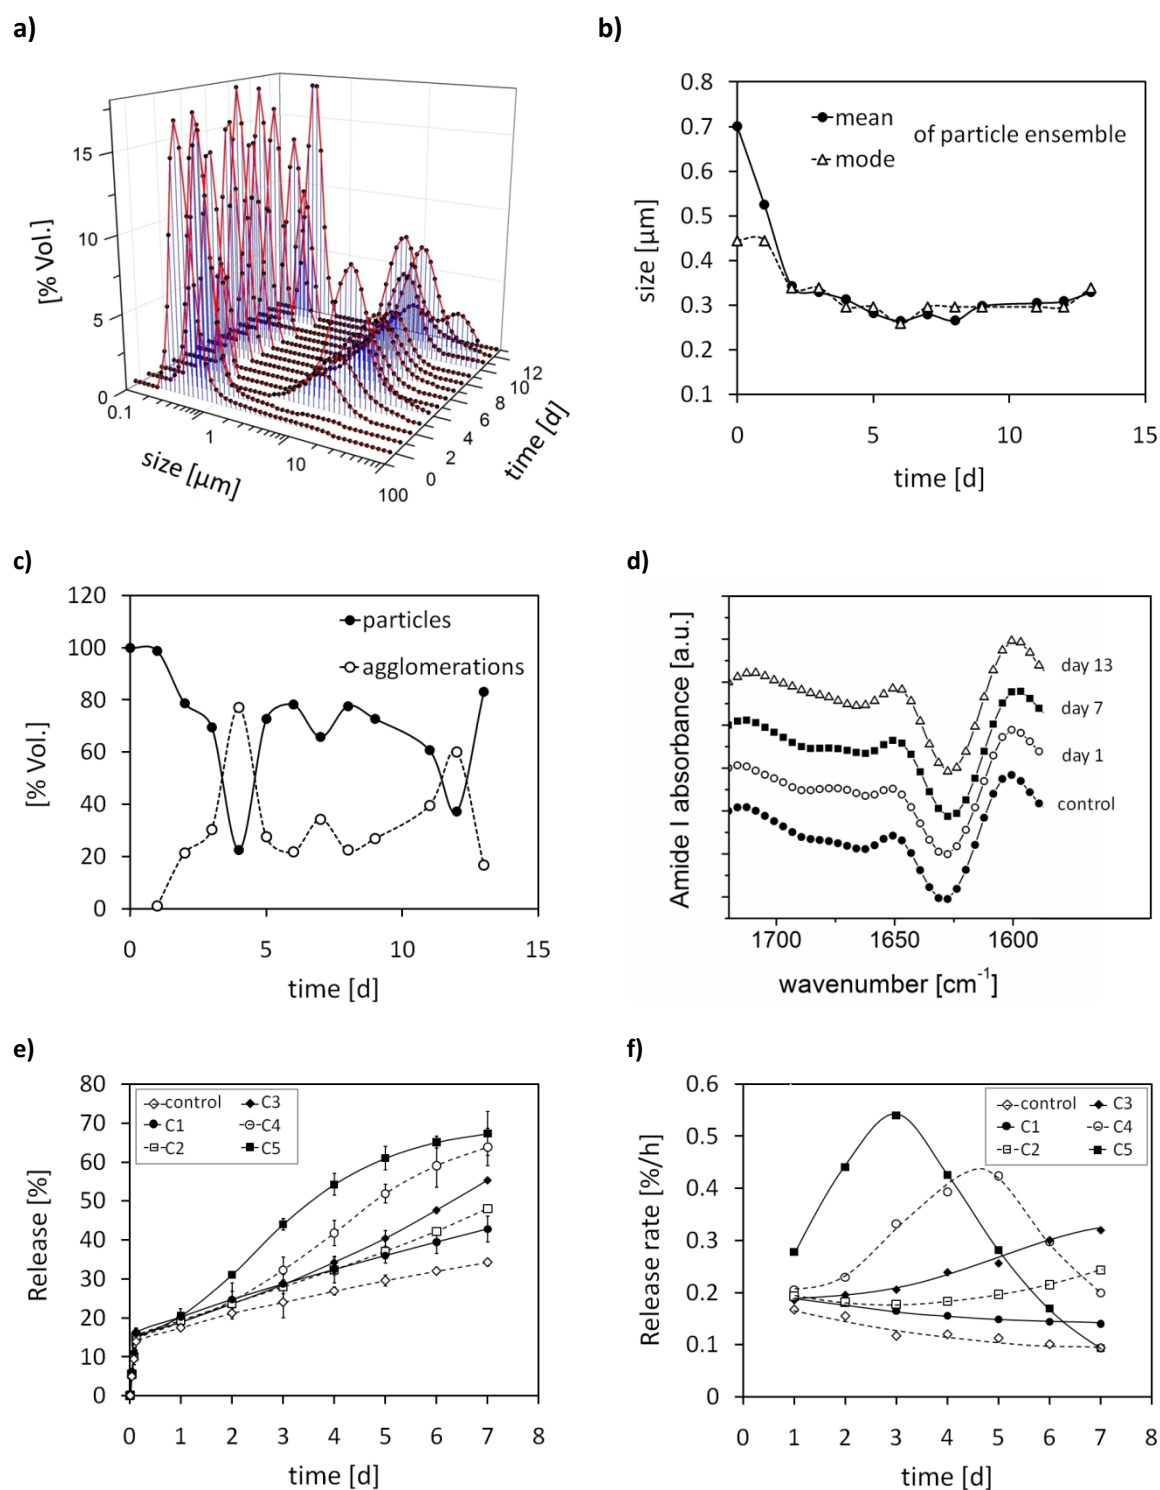 a)
[% Vol.]
15
10
5
0
0.1
1
10
100
size [µm]
0
2
4
6
8
10
12
time [d]
b)
0.8
0.7
0.6
0.5
0.4
0.3
0.2
0.1
size [µm]
mean
mode
of particle ensemble
0 5 10 15
time [d]
c)
120
100
80
60
40
20
0
[% Vol.]
particles
agglomerations
0 5 10 15
time [d]
d)
Amide I absorbance [a.u.]
day 13
day 7
day 1
control
1700 1650 1600
wavenumber [cm⁻¹]
e)
80
70
60
50
40
30
20
10
0
Release [%]
control C3
C1 C4
C2 C5
0 1 2 3 4 5 6 7 8
time [d]
f)
0.6
0.5
0.4
0.3
0.2
0.1
0
Release rate [%/h]
control C3
C1 C4
C2 C5
0 1 2 3 4 5 6 7 8
time [d]